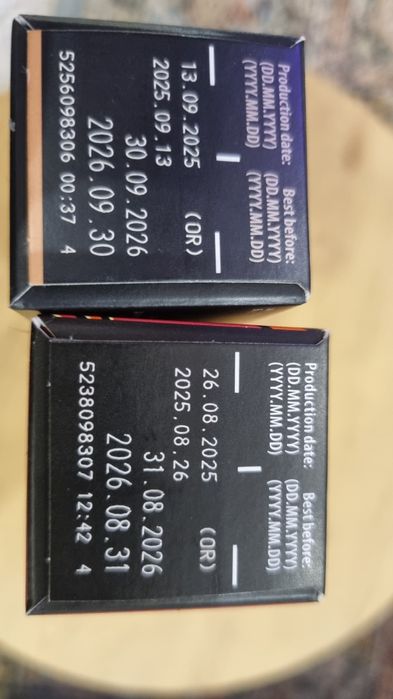 Production date: Best before:
(DD.MM.YYYY) (DD.MM.YYYY)
(YYYY.MM.DD) (YYYY.MM.DD)
13.09.2025 (OR)
2025.09.13
30.09.2026
2026.09.30
5256098306 00:37 4
Production date: Best before:
(DD.MM.YYYY) (DD.MM.YYYY)
(YYYY.MM.DD) (YYYY.MM.DD)
26.08.2025 (OR)
2025.08.26
31.08.2026
2026.08.31
5238098307 12:42 4